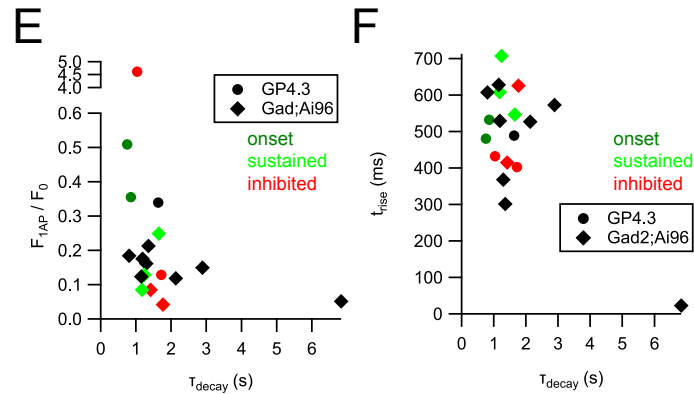 E
5.0
4.5
4.0
0.6
0.5
0.4
0.3
0.2
0.1
0.0
F1AP / F0
GP4.3
Gad;Ai96
onset
sustained
inhibited
0 1 2 3 4 5 6
τdecay (s)
F
700
600
500
400
300
200
100
0
trise (ms)
onset
sustained
inhibited
GP4.3
Gad2;Ai96
0 1 2 3 4 5 6
τdecay (s)